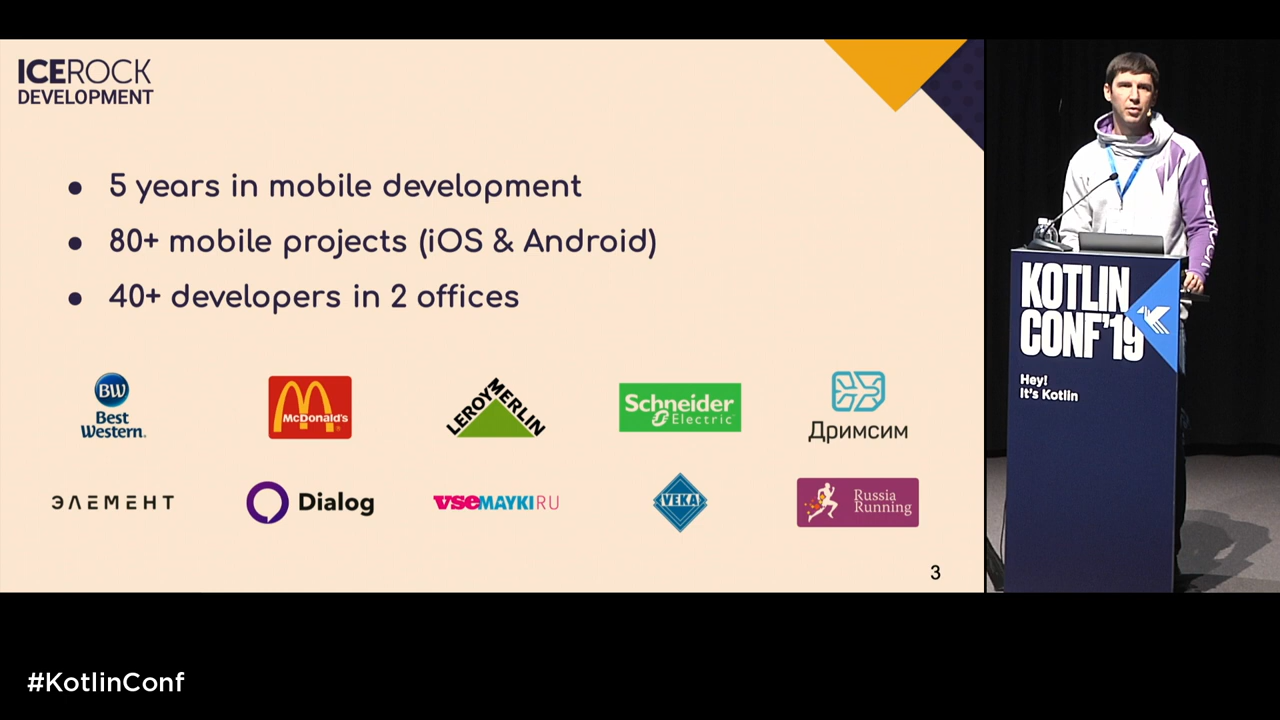 ICEROCK
DEVELOPMENT
● 5 years in mobile development
● 80+ mobile projects (iOS & Android)
● 40+ developers in 2 offices
BW
Best
Western.
McDonald's
LEROY MERLIN
Schneider
Electric
Дримсим
ЭЛЕМЕНТ
Dialog
vseMAYKIRU
VEKA
Russia
Running
3
KOTLIN
CONF'19
Hey!
It's Kotlin
#KotlinConf